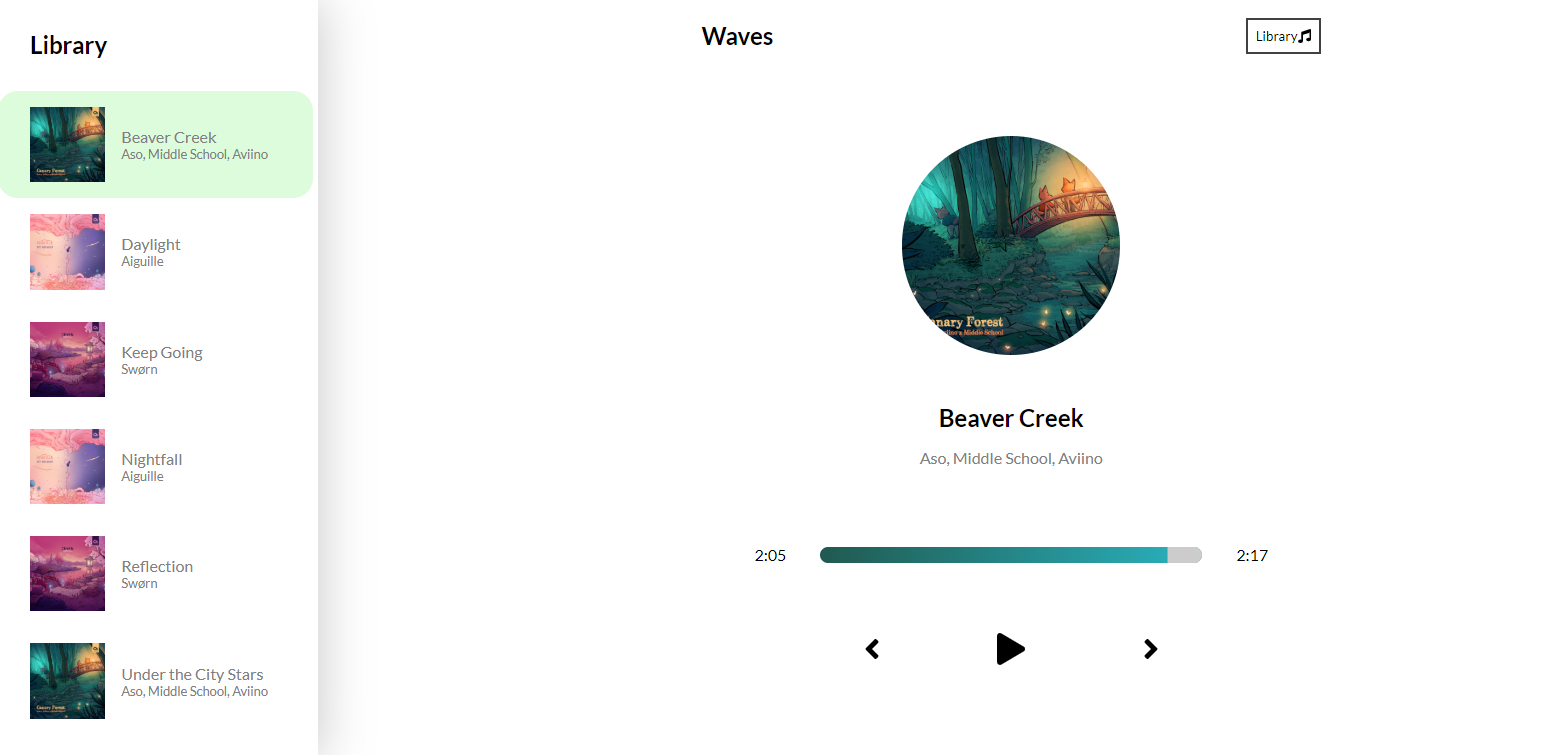 Library
Beaver Creek
Aso, Middle School, Aviino
Daylight
Aiguille
Keep Going
Swørn
Nightfall
Aiguille
Reflection
Swørn
Under the City Stars
Aso, Middle School, Aviino
Waves
Library
nary Forest
Middle School
Beaver Creek
Aso, Middle School, Aviino
2:05
2:17